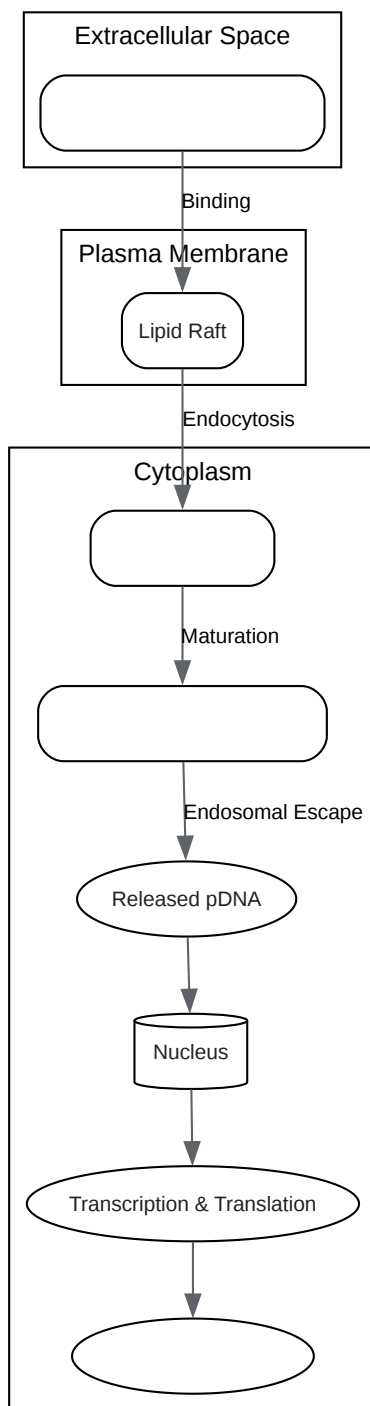 Extracellular Space
Binding
Plasma Membrane
Lipid Raft
Endocytosis
Cytoplasm
Maturation
Endosomal Escape
Released pDNA
Nucleus
Transcription & Translation